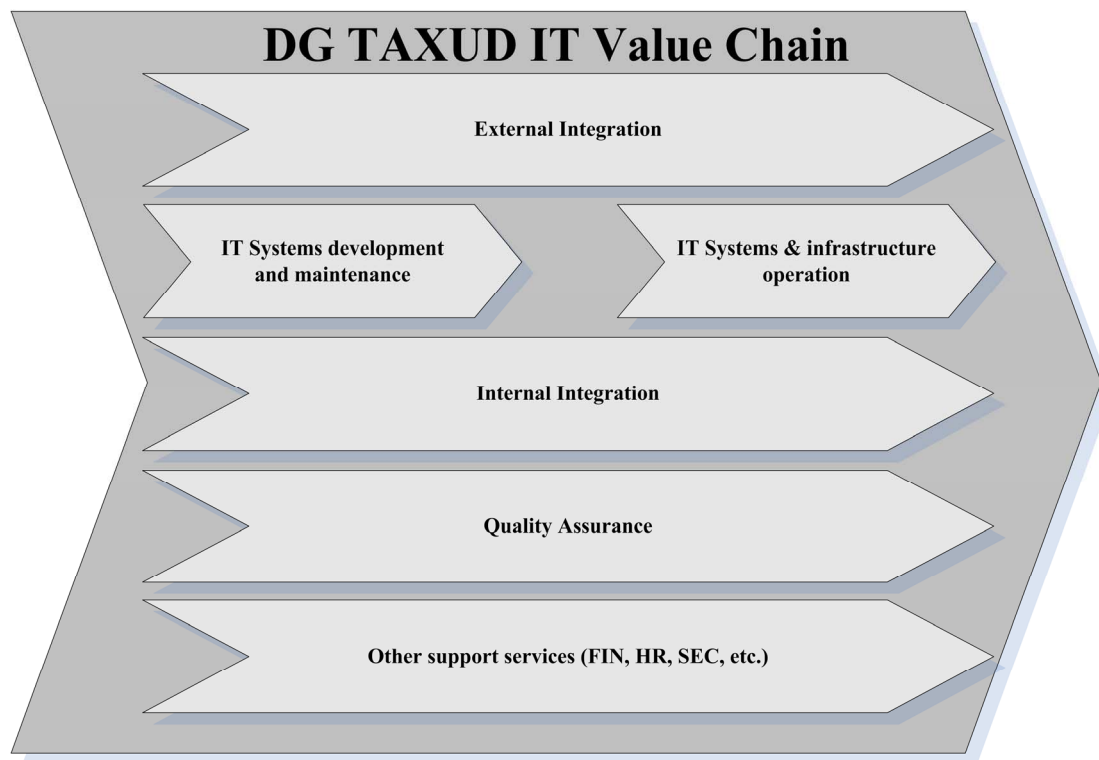 DG TAXUD IT Value Chain
External Integration
IT Systems development
and maintenance
IT Systems & infrastructure
operation
Internal Integration
Quality Assurance
Other support services (FIN, HR, SEC, etc.)